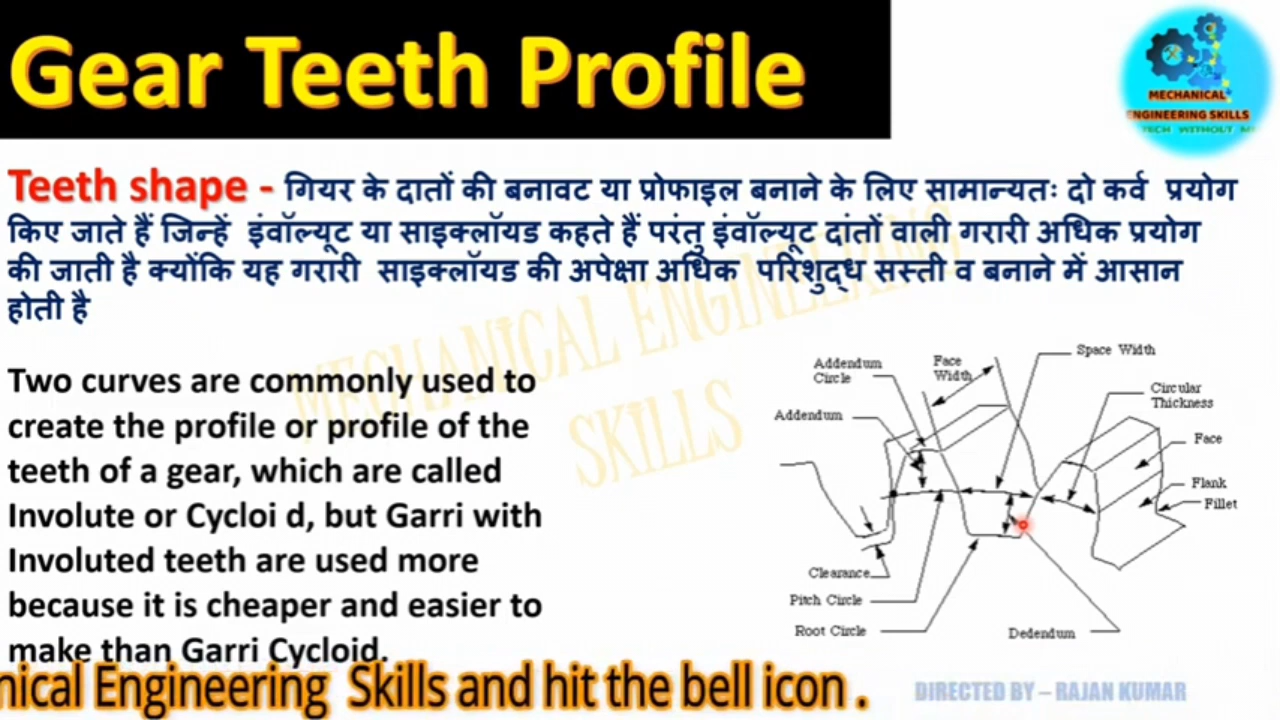 Gear Teeth Profile
MECHANICAL
ENGINEERING SKILLS
TECH WITHOUT
Teeth shape - गियर के दातों की बनावट या प्रोफाइल बनाने के लिए सामान्यतः दो कर्व प्रयोग
किए जाते हैं जिन्हें इंवॉल्यूट या साइक्लॉयड कहते हैं परंतु इंवॉल्यूट दांतों वाली गरारी अधिक प्रयोग
की जाती है क्योंकि यह गरारी साइक्लॉयड की अपेक्षा अधिक परिशुद्ध सस्ती व बनाने में आसान
होती है
MECHANICAL ENGINEERING
SKILLS
Two curves are commonly used to
create the profile or profile of the
teeth of a gear, which are called
Involute or Cycloi d, but Garri with
Involuted teeth are used more
because it is cheaper and easier to
make than Garri Cycloid.
Addendum
Circle
Face
Width
Space Width
Circular
Thickness
Addendum
Face
Flank
Fillet
Clearance
Pitch Circle
Root Circle
Dedendum
nical Engineering Skills and hit the bell icon .
DIRECTED BY – RAJAN KUMAR